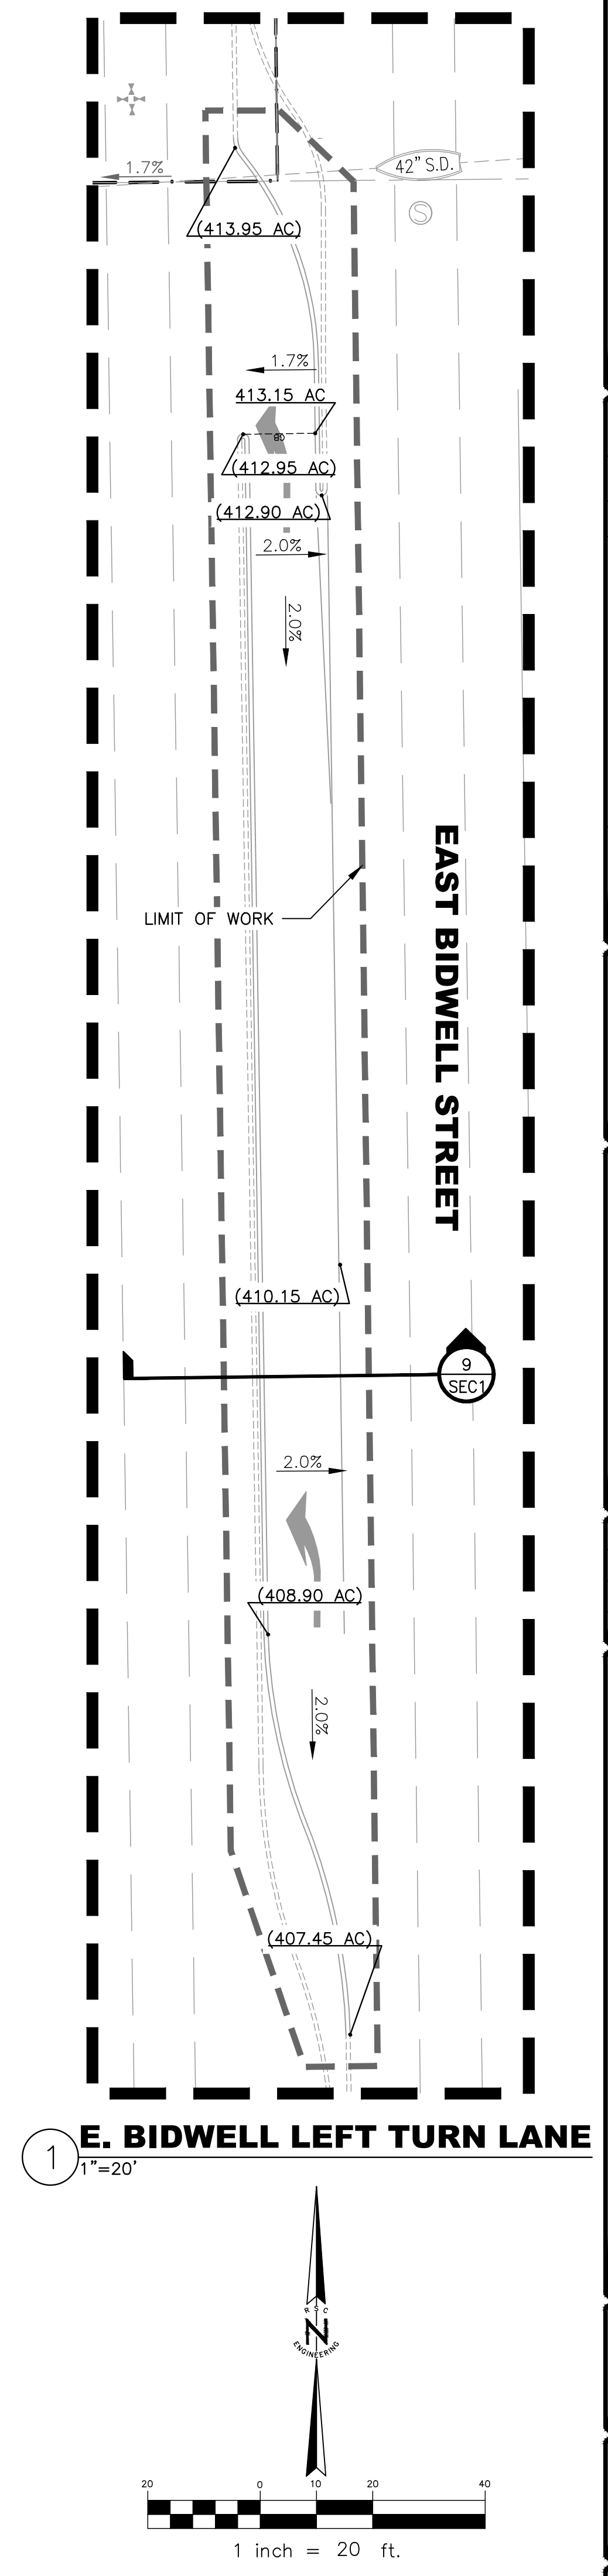 42" S.D.
1.7%
S
(413.95 AC)
1.7%
413.15 AC
GB
(412.95 AC)
(412.90 AC)
2.0%
2.0%
EAST BIDWELL STREET
LIMIT OF WORK
(410.15 AC)
9
SEC1
2.0%
(408.90 AC)
2.0%
(407.45 AC)
1
E. BIDWELL LEFT TURN LANE
1"=20'
R S C
N
ENGINEERING
20 0 10 20 40
1 inch = 20 ft.